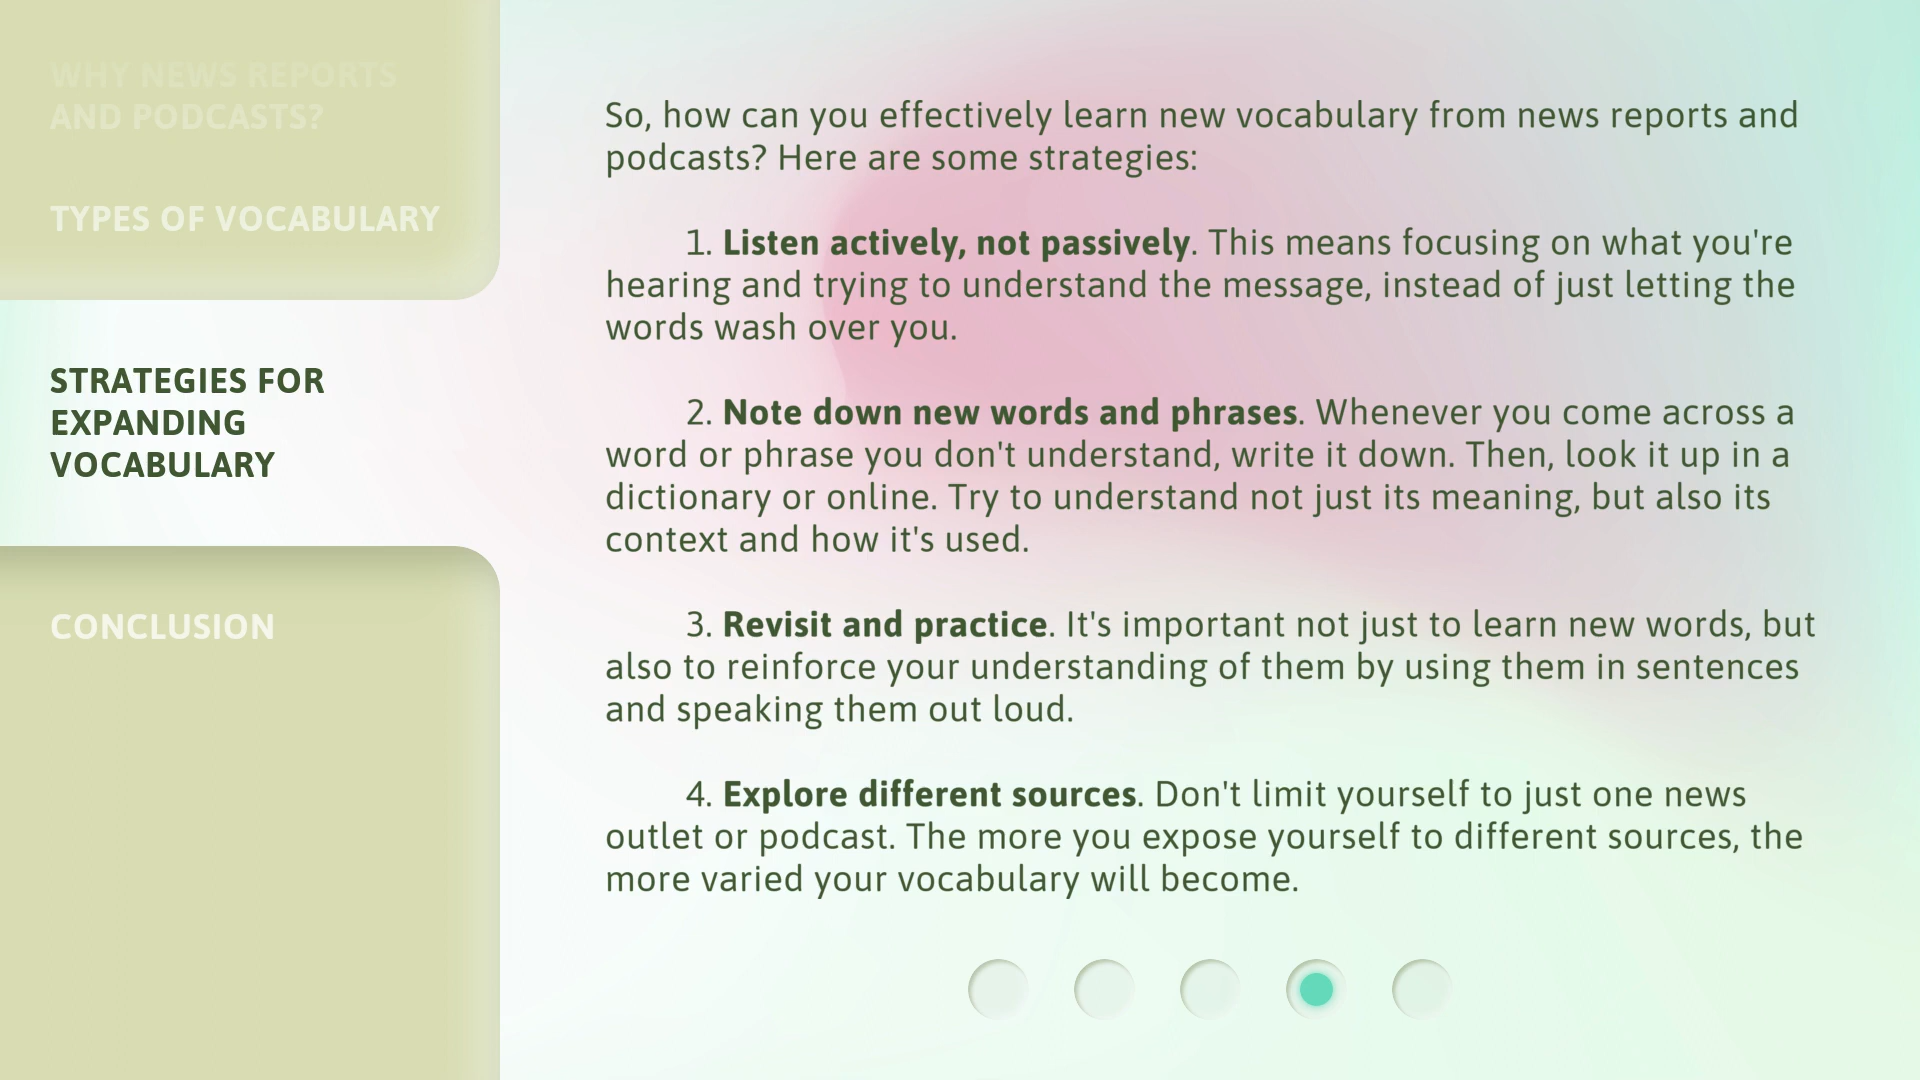 WHY NEWS REPORTS
AND PODCASTS?
TYPES OF VOCABULARY
STRATEGIES FOR
EXPANDING
VOCABULARY
CONCLUSION
So, how can you effectively learn new vocabulary from news reports and
podcasts? Here are some strategies:
1. Listen actively, not passively. This means focusing on what you're
hearing and trying to understand the message, instead of just letting the
words wash over you.
2. Note down new words and phrases. Whenever you come across a
word or phrase you don't understand, write it down. Then, look it up in a
dictionary or online. Try to understand not just its meaning, but also its
context and how it's used.
3. Revisit and practice. It's important not just to learn new words, but
also to reinforce your understanding of them by using them in sentences
and speaking them out loud.
4. Explore different sources. Don't limit yourself to just one news
outlet or podcast. The more you expose yourself to different sources, the
more varied your vocabulary will become.